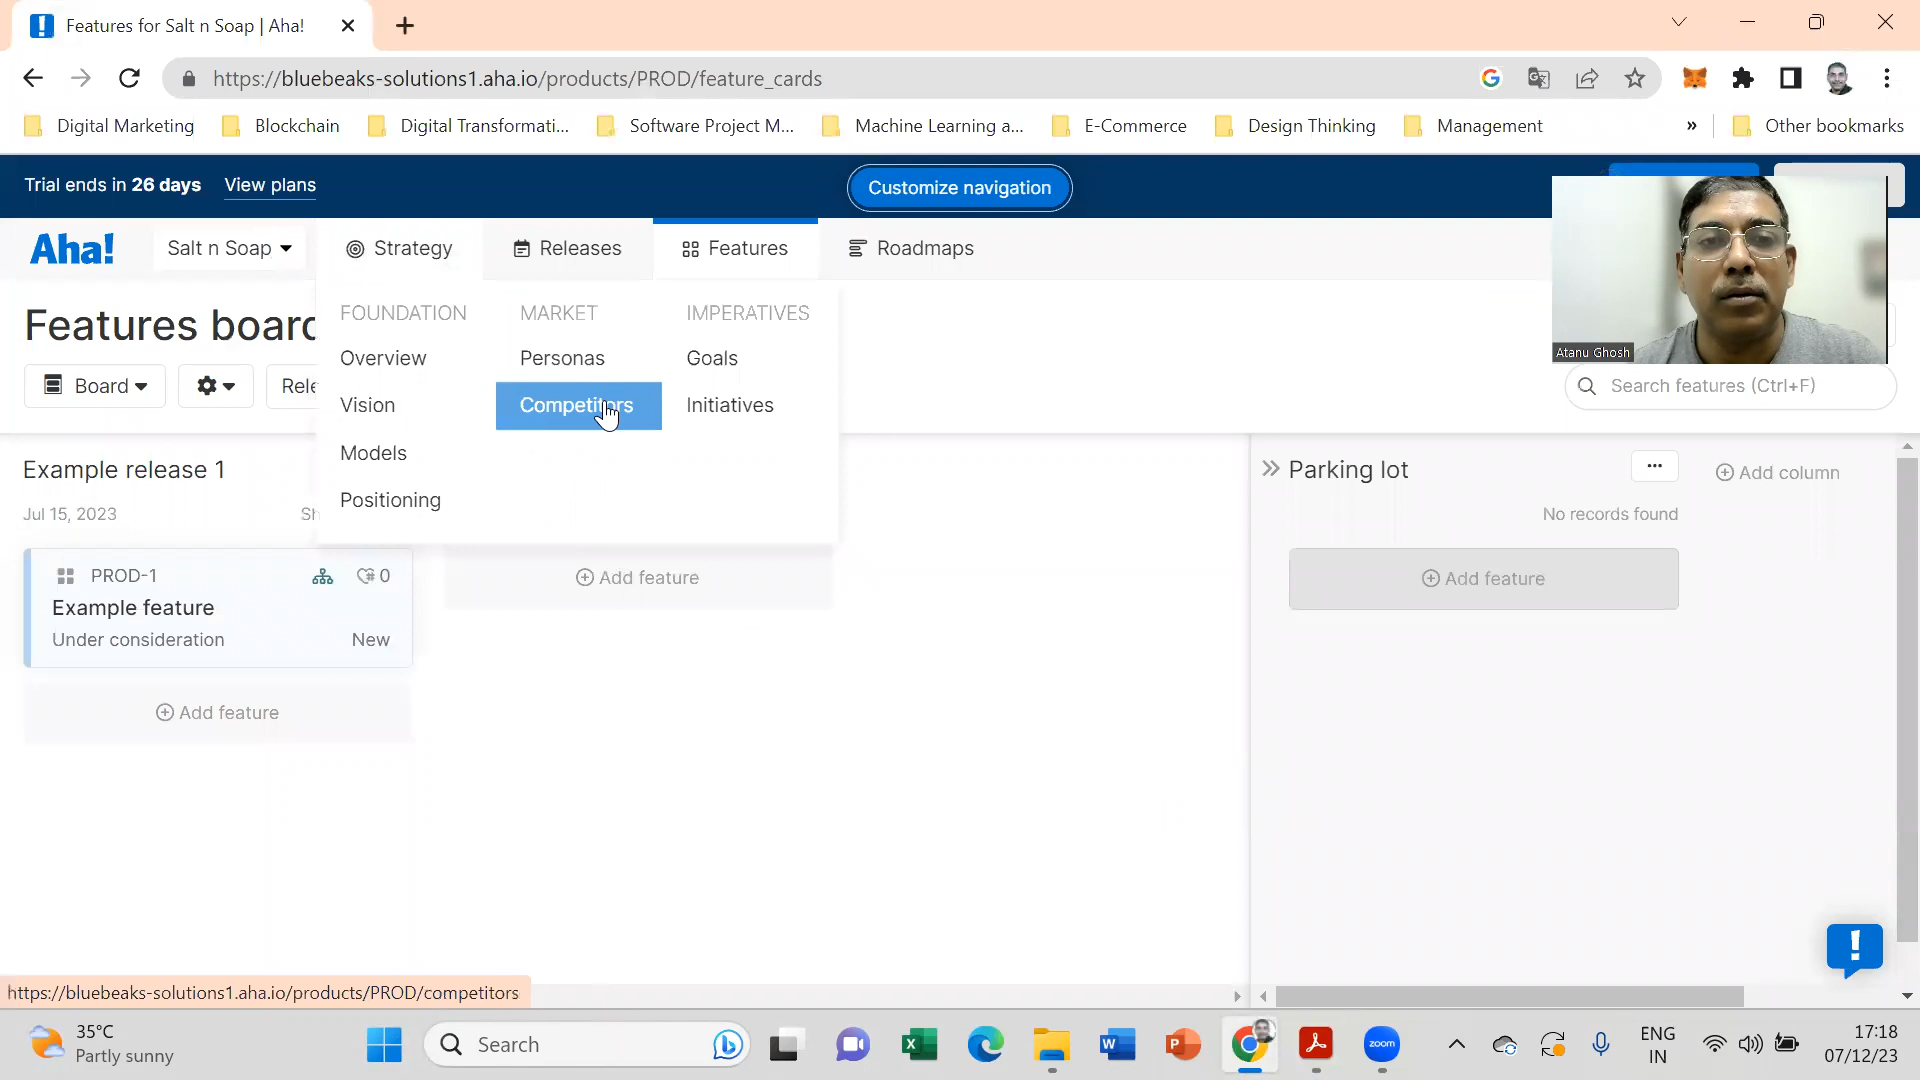 Features for Salt n Soap | Aha!
https://bluebeaks-solutions1.aha.io/products/PROD/feature_cards
Digital Marketing
Blockchain
Digital Transformati...
Software Project M...
Machine Learning a...
E-Commerce
Design Thinking
Management
»
Other bookmarks
Trial ends in 26 days
View plans
Customize navigation
Aha!
Salt n Soap
Strategy
Releases
Features
Roadmaps
FOUNDATION
MARKET
IMPERATIVES
Features board
Overview
Personas
Goals
Atanu Ghosh
Board
Rele
Vision
Competitors
Initiatives
Search features (Ctrl+F)
Models
Positioning
Example release 1
Parking lot
...
Add column
Jul 15, 2023
Sh
No records found
PROD-1
0
Example feature
Under consideration
New
Add feature
Add feature
Add feature
https://bluebeaks-solutions1.aha.io/products/PROD/competitors
35°C
Partly sunny
Search
zoom
ENG
IN
17:18
07/12/23